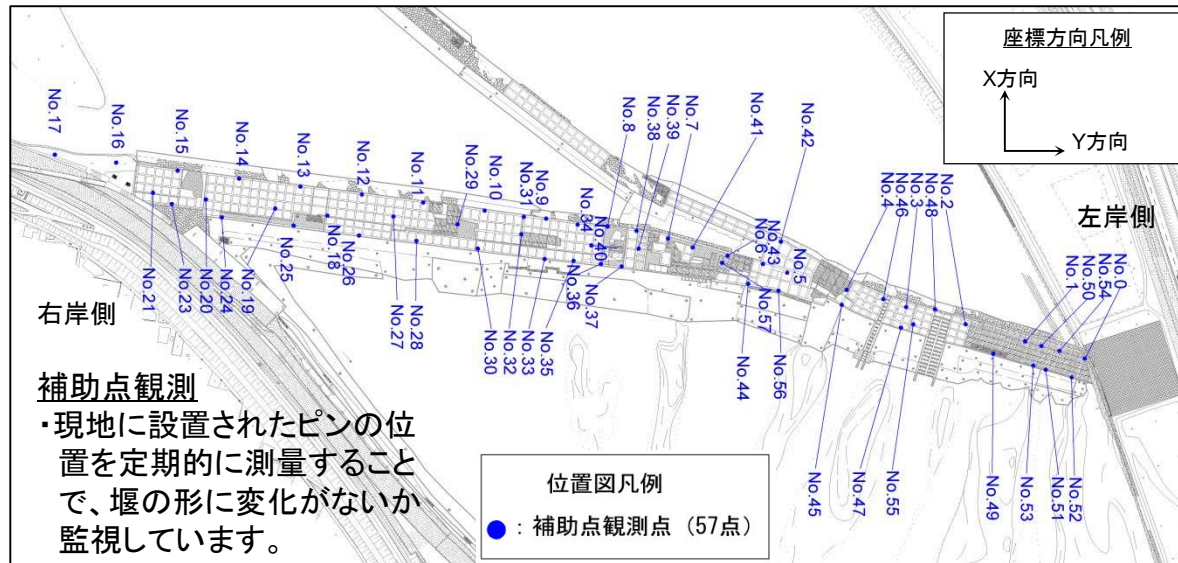 座標方向凡例
X方向
Y方向
No.17
No.16
No.15
No.14
No.13
No.12
No.11
No.29
No.10
No.31
No.9
No.34
No.40
No.8
No.38
No.39
No.7
No.41
No.6
No.43
No.42
No.5
No.4
No.46
No.3
No.48
No.2
No.1
No.50
No.54
No.0
左岸側
右岸側
No.21
No.23
No.20
No.24
No.19
No.25
No.18
No.26
No.27
No.28
No.30
No.32
No.33
No.35
No.36
No.37
No.57
No.44
No.56
No.45
No.47
No.55
No.49
No.53
No.51
No.52
補助点観測
・現地に設置されたピンの位
置を定期的に測量すること
で、堰の形に変化がないか
監視しています。
位置図凡例
：補助点観測点（57点）